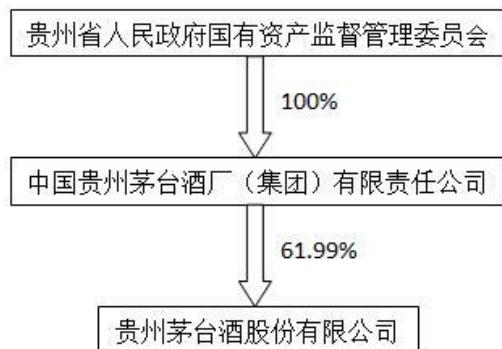 贵州省人民政府国有资产监督管理委员会
100%
中国贵州茅台酒厂（集团）有限责任公司
61.99%
贵州茅台酒股份有限公司